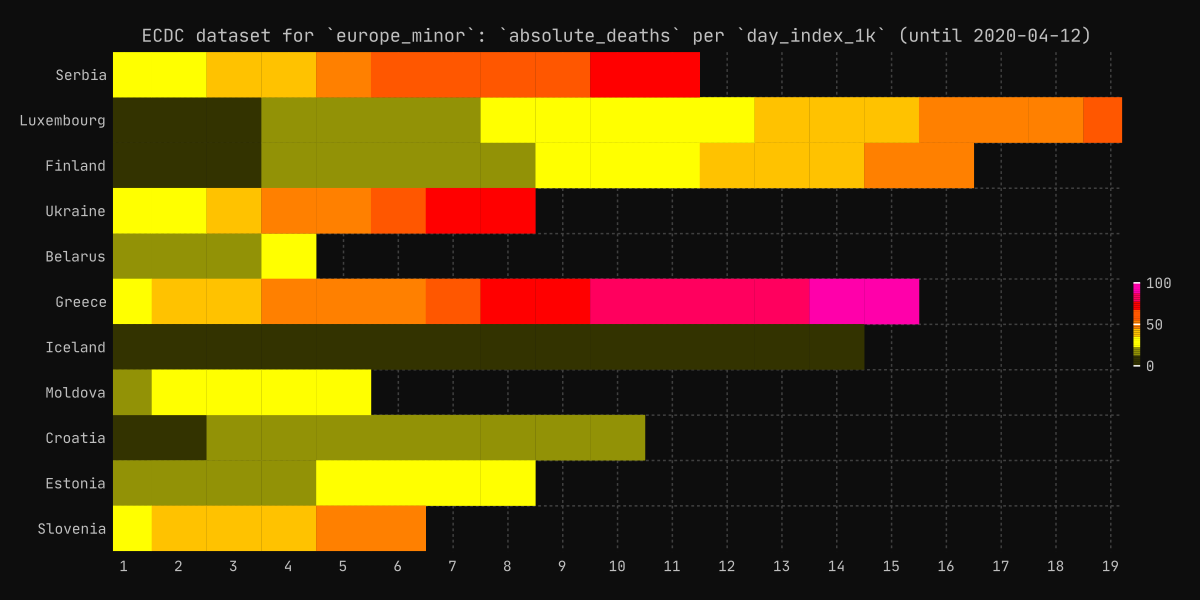 ECDC dataset for `europe_minor`: `absolute_deaths` per `day_index_1k` (until 2020-04-12)
Serbia
Luxembourg
Finland
Ukraine
Belarus
Greece
Iceland
Moldova
Croatia
Estonia
Slovenia
100
50
0
1 2 3 4 5 6 7 8 9 10 11 12 13 14 15 16 17 18 19